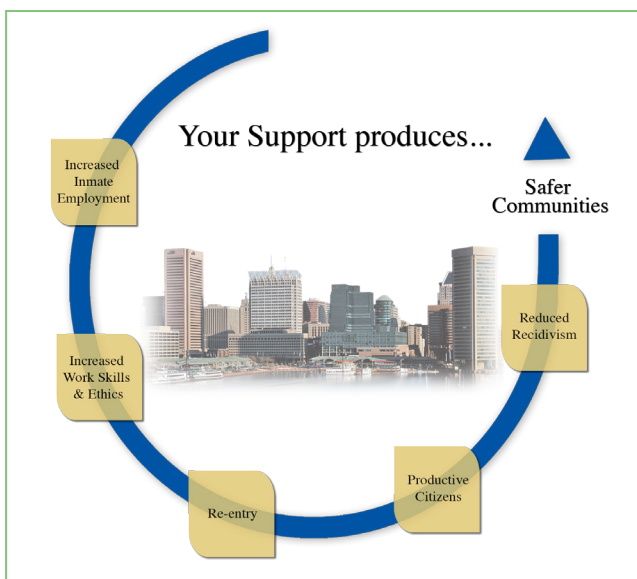 Your Support produces...
Increased
Inmate
Employment
Increased
Work Skills
& Ethics
Re-entry
Productive
Citizens
Reduced
Recidivism
Safer
Communities